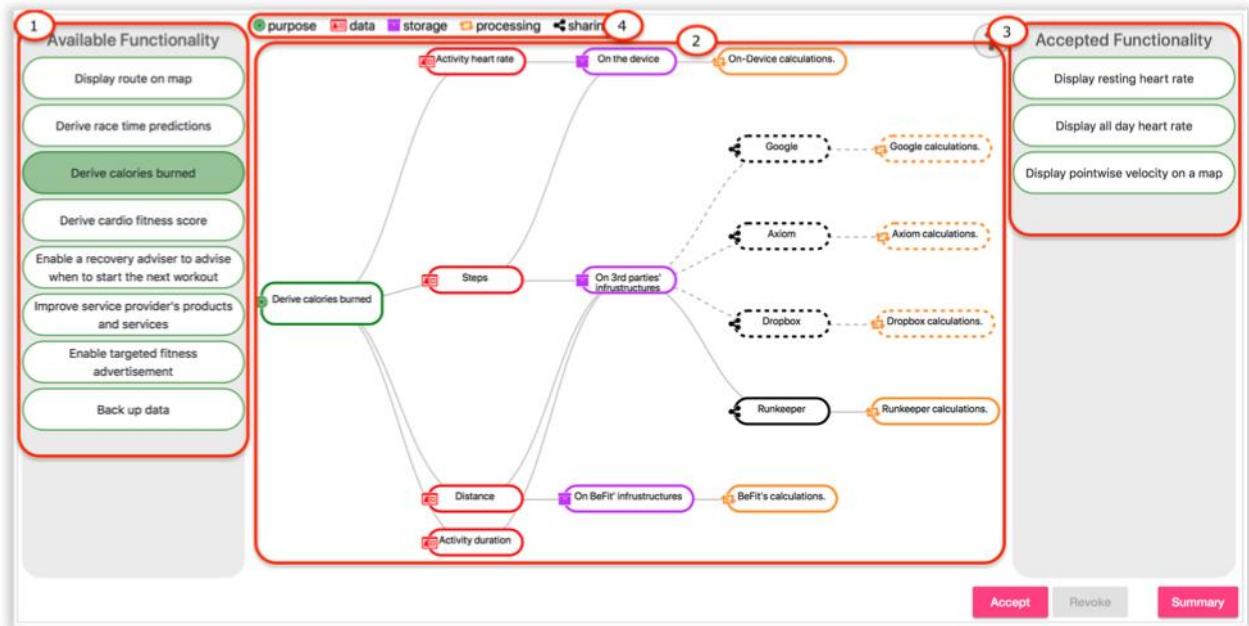 1
purpose data storage processing sharin
4
Available Functionality
Display route on map
Derive race time predictions
Derive calories burned
Derive cardio fitness score
Enable a recovery adviser to advise
when to start the next workout
Improve service provider's products
and services
Enable targeted fitness
advertisement
Back up data
2
Activity heart rate
On the device
On-Device calculations.
Google
Google calculations.
Axiom
Axiom calculations.
Derive calories burned
Steps
On 3rd parties'
infrustructures
Dropbox
Dropbox calculations.
Runkeeper
Runkeeper calculations.
Distance
On BeFit' infrustructures
BeFit's calculations.
Activity duration
3
Accepted Functionality
Display resting heart rate
Display all day heart rate
Display pointwise velocity on a map
Accept
Revoke
Summary